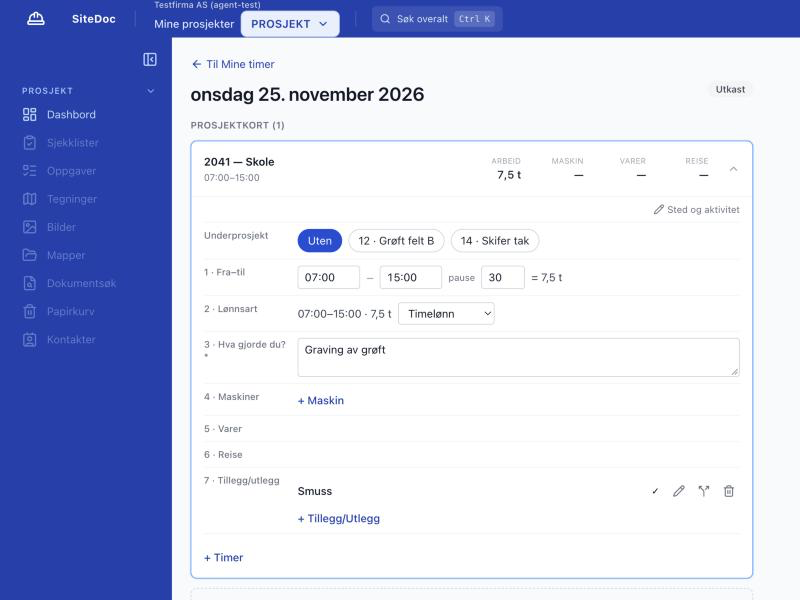 Testfirma AS (agent-test)
SiteDoc
Mine prosjekter
PROSJEKT
Søk overalt
Ctrl K
PROSJEKT
Dashbord
Sjekklister
Oppgaver
Tegninger
Bilder
Mapper
Dokumentsøk
Papirkurv
Kontakter
← Til Mine timer
onsdag 25. november 2026
Utkast
PROSJEKTKORT (1)
2041 — Skole
07:00–15:00
ARBEID
7,5 t
MASKIN
—
VARER
—
REISE
—
Sted og aktivitet
Underprosjekt
Uten
12 · Grøft felt B
14 · Skifer tak
1 · Fra–til
07:00 – 15:00 pause 30 = 7,5 t
2 · Lønnsart
07:00–15:00 · 7,5 t Timelønn
3 · Hva gjorde du?
*
Graving av grøft
4 · Maskiner
+ Maskin
5 · Varer
6 · Reise
7 · Tillegg/utlegg
Smuss
✓
+ Tillegg/Utlegg
+ Timer